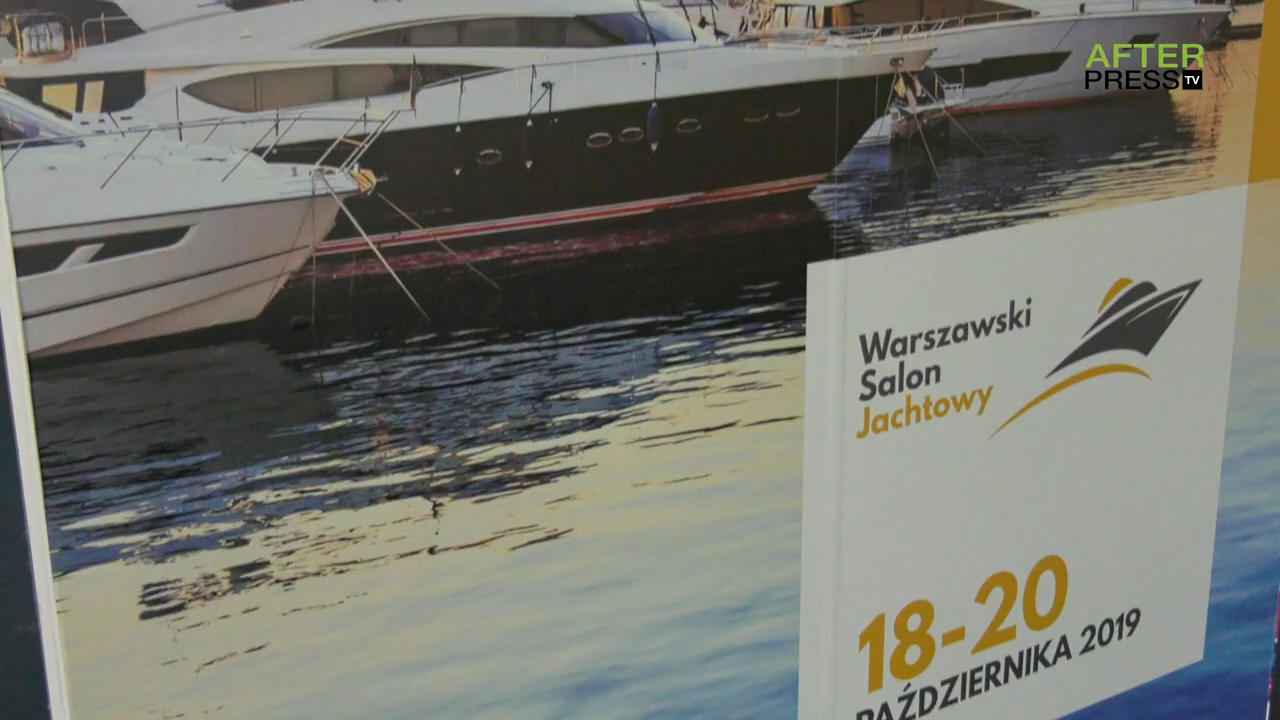 AFTER
PRESS TV
Warszawski
Salon
Jachtowy
18-20
PAŹDZIERNIKA 2019